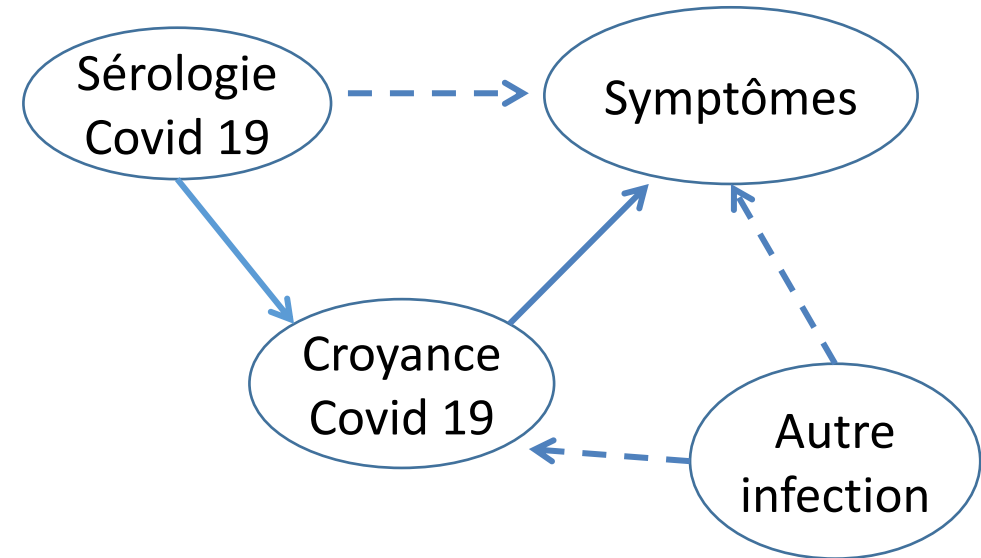 Sérologie
Covid 19
Symptômes
Croyance
Covid 19
Autre
infection